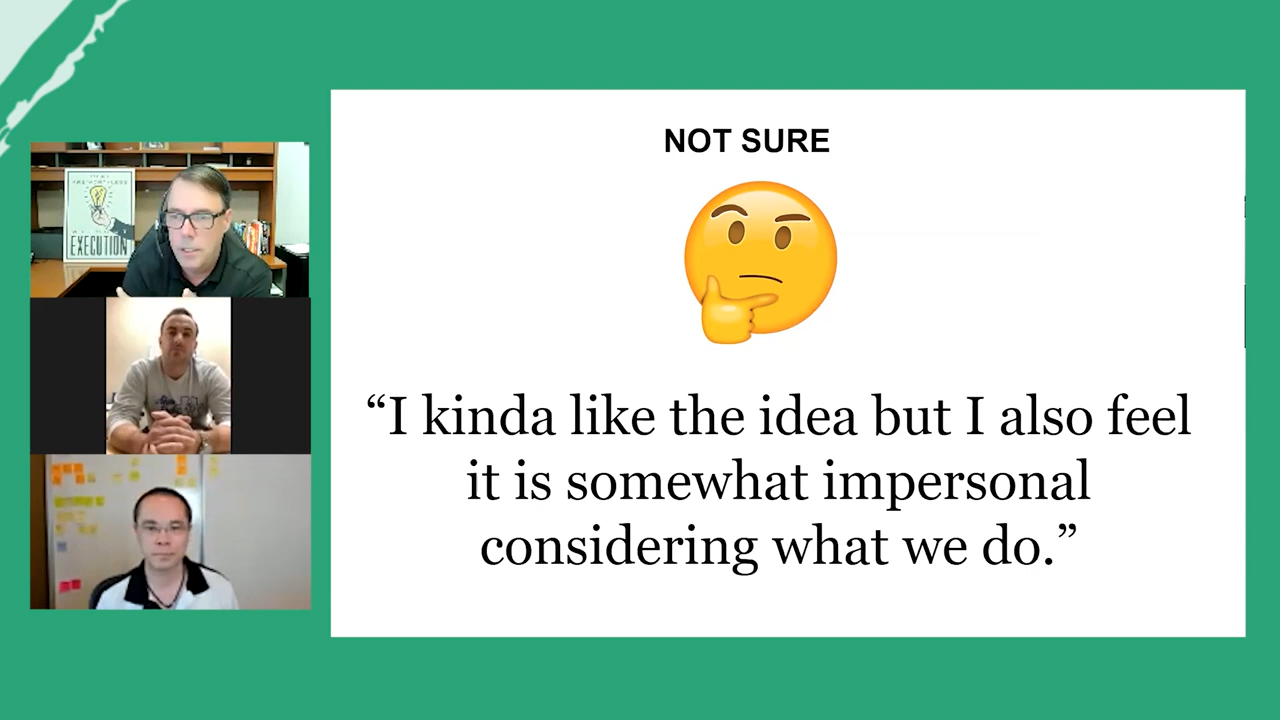 NOT SURE
“I kinda like the idea but I also feel
it is somewhat impersonal
considering what we do.”
EXECUTION